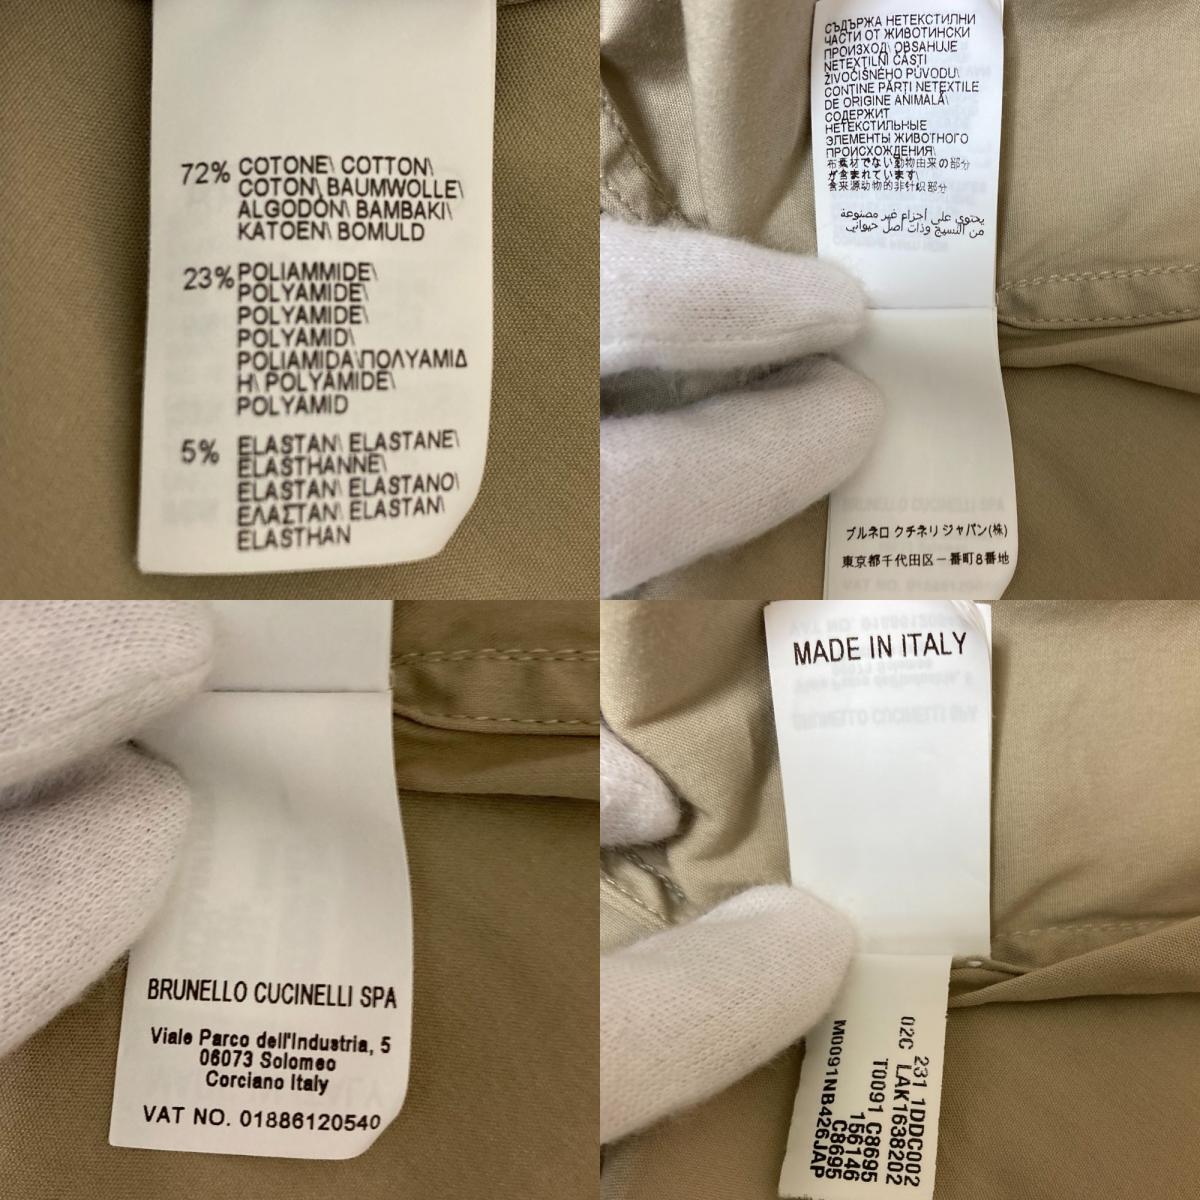 72% COTONE\ COTTON\
COTON\ BAUMWOLLE\
ALGODÓN\ BAMBAKI\
KATOEN\ BOMULD
23% POLIAMMIDE\
POLYAMIDE\
POLYAMIDE\
POLYAMID\
POLIAMIDA\ΠΟΛΥΑΜΙΔ
Η\ POLYAMIDE\
POLYAMID
5% ELASTAN\ ELASTANE\
ELASTHANNE\
ELASTAN\ ELASTANO\
ΕΛΑΣΤΑΝ\ ELASTAN\
ELASTHAN
СЪДЪРЖА НЕТЕКСТИЛНИ
ЧАСТИ ОТ ЖИВОТИНСКИ
ПРОИЗХОД\ OBSAHUJE
NETEXTILNÍ ČÁSTI
ŽIVOČIŠNÉHO PŮVODU\
CONȚINE PĂRȚI NETEXTILE
DE ORIGINE ANIMALĂ\
СОДЕРЖИТ
НЕТЕКСТИЛЬНЫЕ
ЭЛЕМЕНТЫ ЖИВОТНОГО
ПРОИСХОЖДЕНИЯ\
布素材でない動物由来の部分
が含まれています\
含来源动物的非针织部分
يحتوي على أجزاء غير مصنوعة
من النسيج وذات أصل حيواني
ブルネロ クチネリ ジャパン(株)
東京都千代田区一番町8番地
BRUNELLO CUCINELLI SPA
Viale Parco dell'Industria, 5
06073 Solomeo
Corciano Italy
VAT NO. 01886120540
MADE IN ITALY
231 1DDC002
02C LAK1638202
T0091 C8695
156146
C8695
M0091NB426JAP